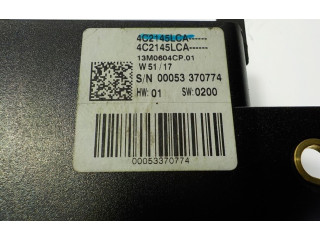 4C2145LCA------
4C2145LCA------
13M0604CP.01
W 51 / 17
S/N 00053 370774
HW: 01 SW: 0200
00053370774